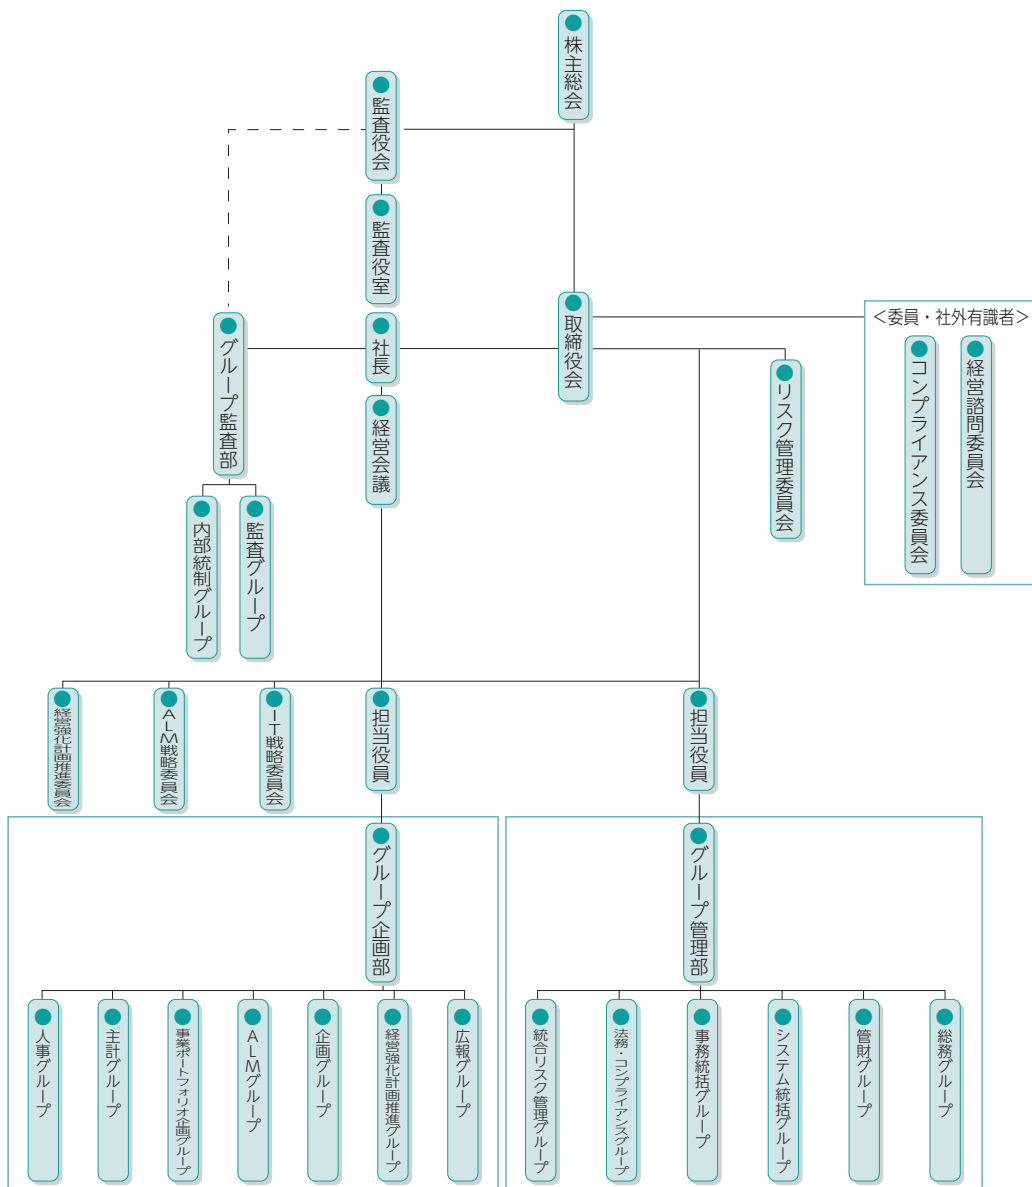 株主総会
監査役会
監査役室
取締役会
＜委員・社外有識者＞
コンプライアンス委員会
経営諮問委員会
グループ監査部
社長
経営会議
リスク管理委員会
内部統制グループ
監査グループ
経営強化計画推進委員会
ALM戦略委員会
IT戦略委員会
担当役員
担当役員
グループ企画部
グループ管理部
人事グループ
主計グループ
事業ポートフォリオ企画グループ
ALMグループ
企画グループ
経営強化計画推進グループ
広報グループ
統合リスク管理グループ
法務・コンプライアンスグループ
事務統括グループ
システム統括グループ
管財グループ
総務グループ